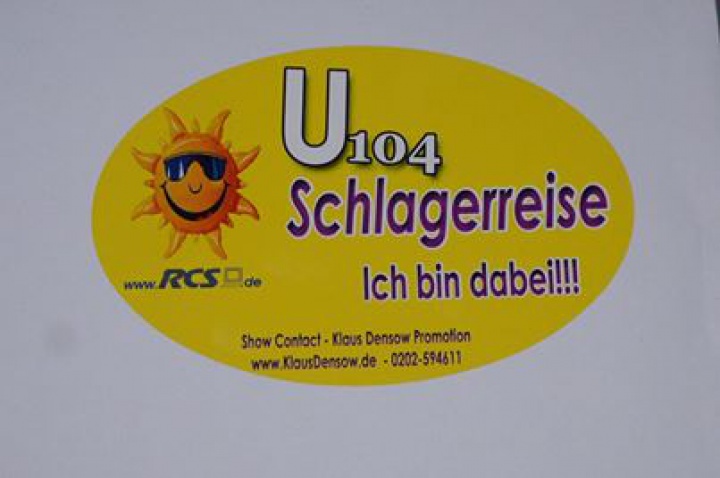 U104
Schlagerreise
Ich bin dabei!!!
www.RCS.de
Show Contact - Klaus Densow Promotion
www.KlausDensow.de - 0202-594611